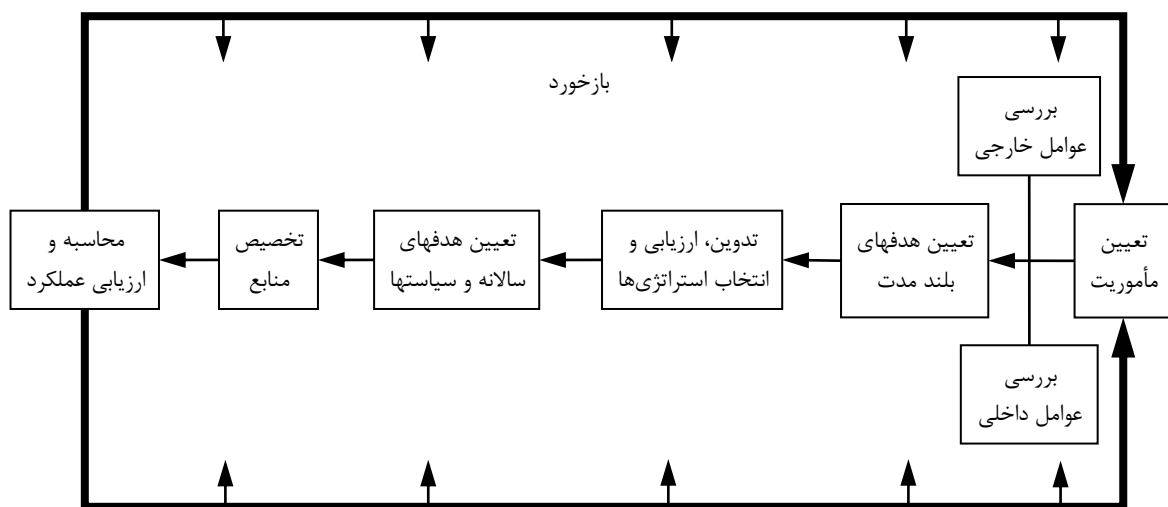 بازخورد
بررسی
عوامل خارجی
تعیین
مأموریت
تعیین هدفهای
بلند مدت
تدوین، ارزیابی و
انتخاب استراتژی‌ها
تعیین هدفهای
سالانه و سیاستها
تخصیص
منابع
محاسبه و
ارزیابی عملکرد
بررسی
عوامل داخلی